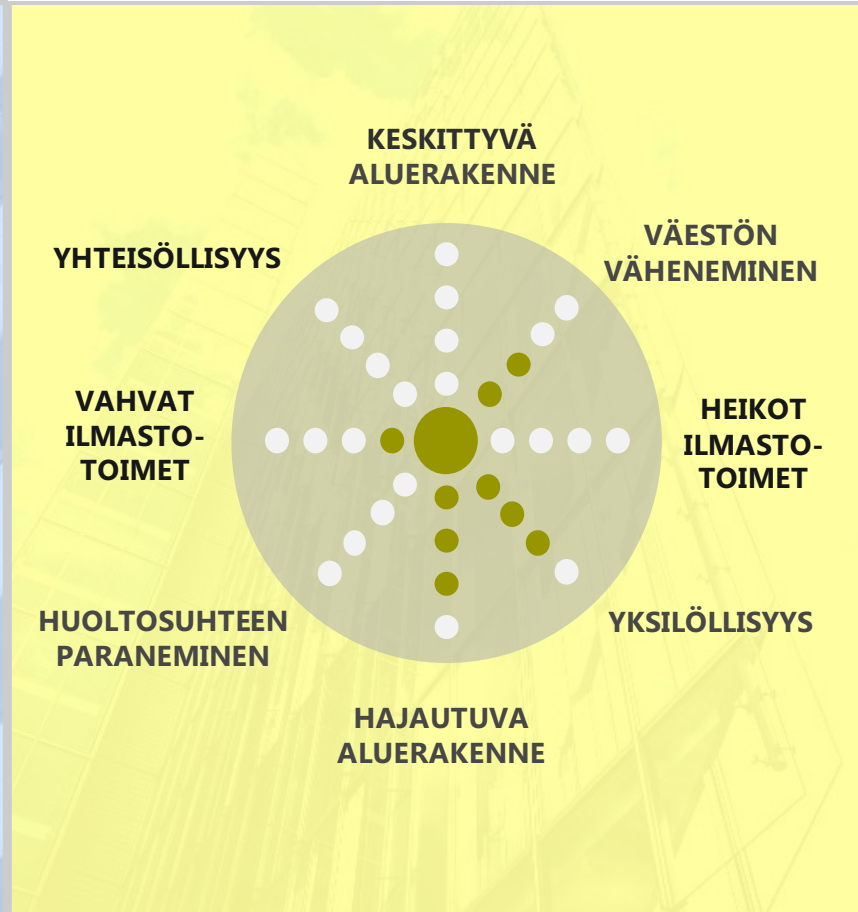 KESKITTYVÄ
ALUERAKENNE
VÄESTÖN
VÄHENEMINEN
YHTEISÖLLISYYS
VAHVAT
ILMASTO-
TOIMET
HEIKOT
ILMASTO-
TOIMET
HUOLTOSUHTEEN
PARANEMINEN
YKSILÖLLISYYS
HAJAUTUVA
ALUERAKENNE